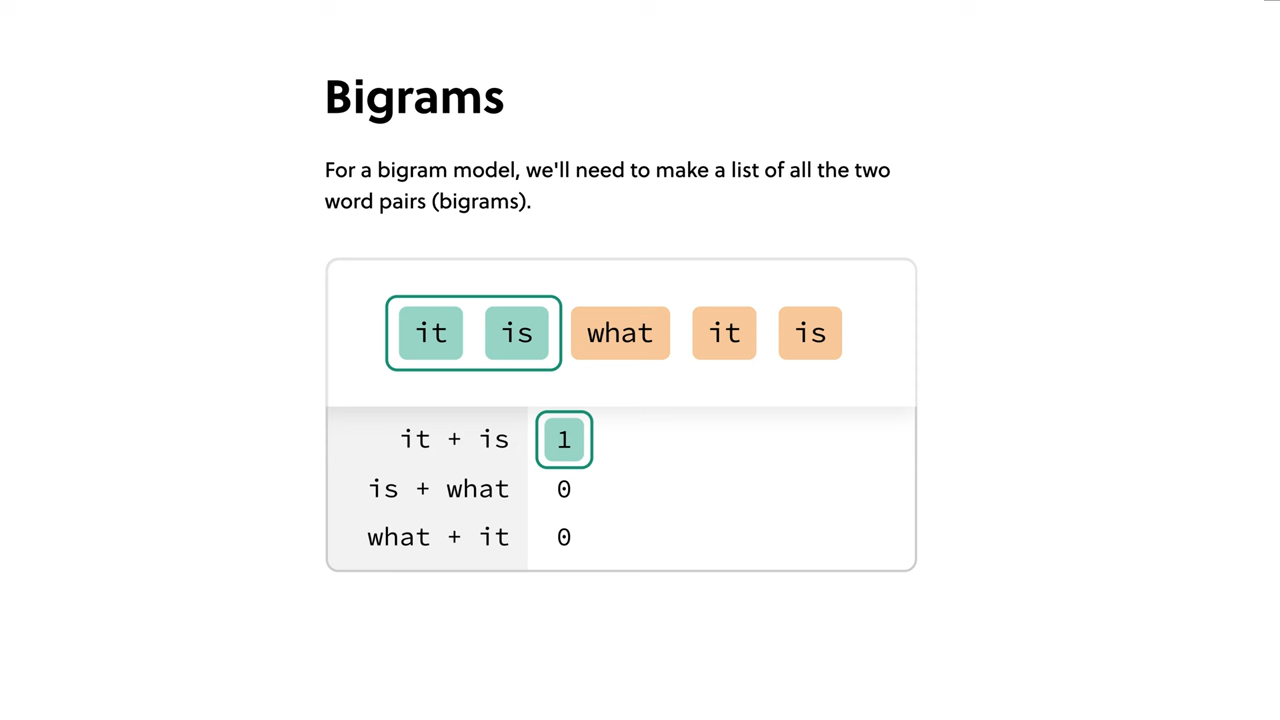 Bigrams
For a bigram model, we'll need to make a list of all the two
word pairs (bigrams).
it is what it is
it + is 1
is + what 0
what + it 0